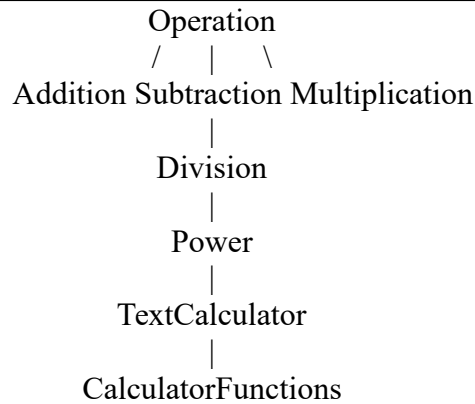 Operation
/ | \
Addition Subtraction Multiplication
|
Division
|
Power
|
TextCalculator
|
CalculatorFunctions